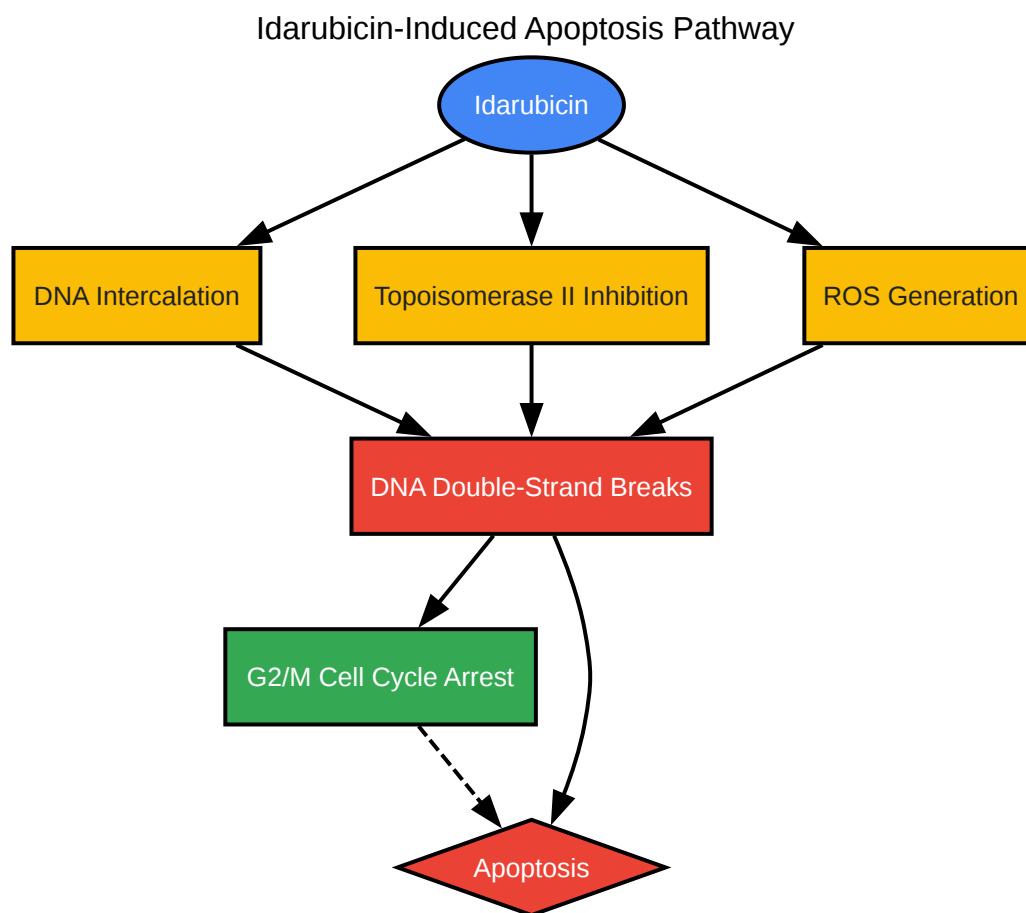 Idarubicin-Induced Apoptosis Pathway
Idarubicin
DNA Intercalation
Topoisomerase II Inhibition
ROS Generation
DNA Double-Strand Breaks
G2/M Cell Cycle Arrest
Apoptosis